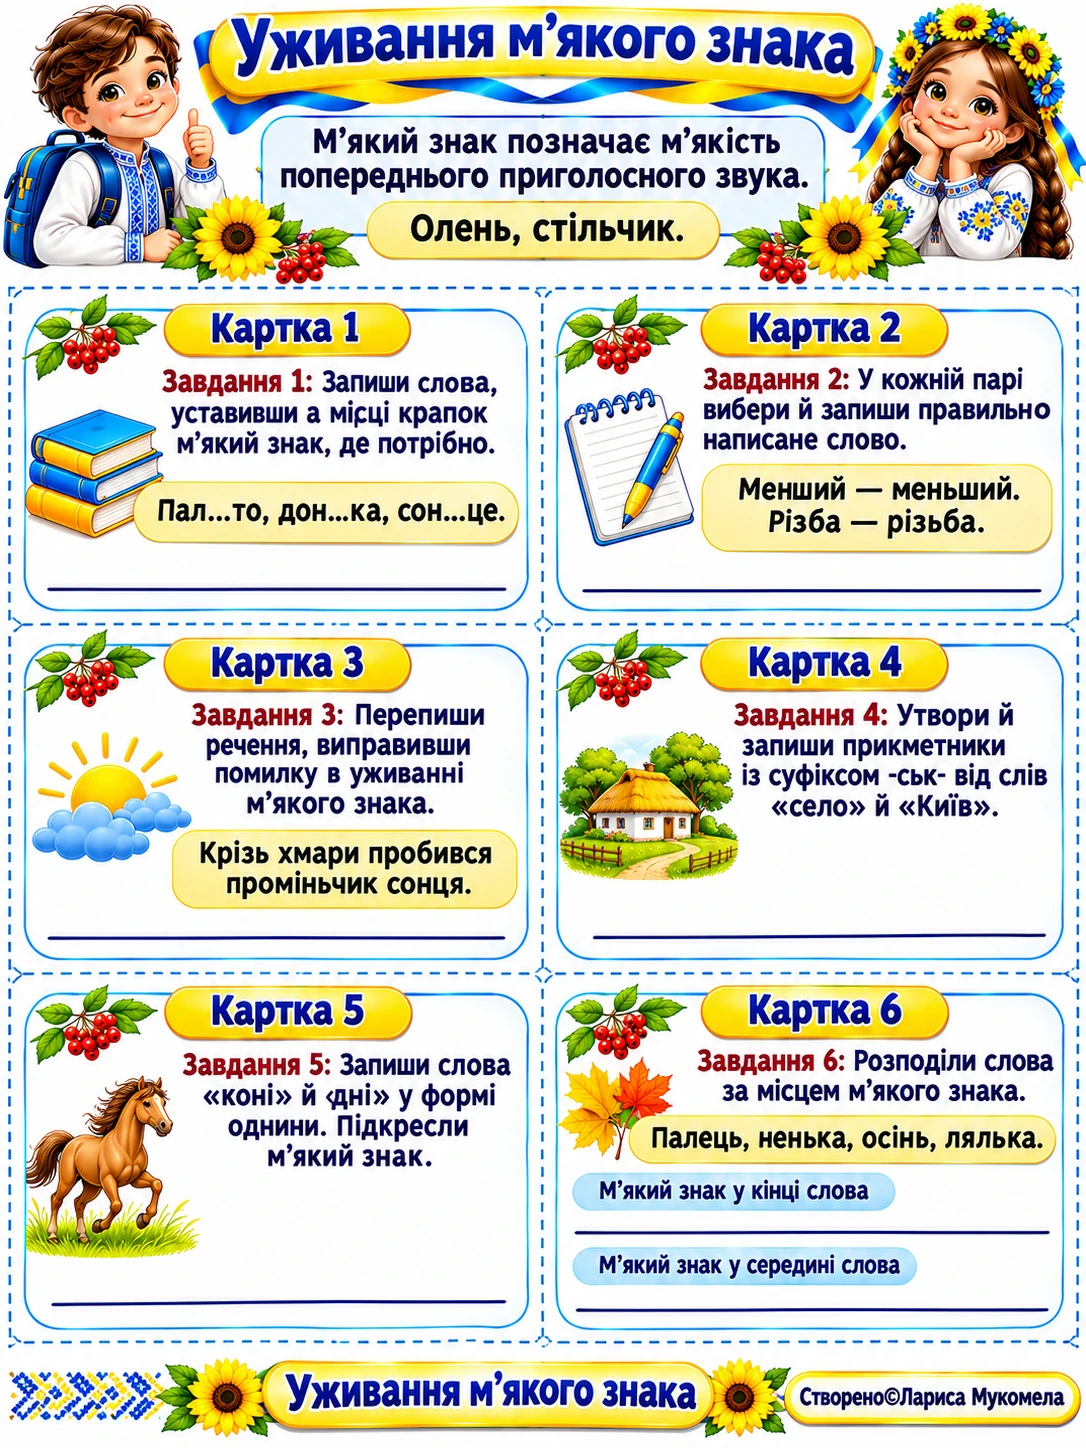 Уживання м’якого знака
М’який знак позначає м’якість
попереднього приголосного звука.
Олень, стільчик.
Картка 1
Завдання 1: Запиши слова,
уставивши а місці крапок
м’який знак, де потрібно.
Пал...то, дон...ка, сон...це.
Картка 2
Завдання 2: У кожній парі
вибери й запиши правильно
написане слово.
Менший — меньший.
Різба — різьба.
Картка 3
Завдання 3: Перепиши
речення, виправивши
помилку в уживанні
м’якого знака.
Крізь хмари пробився
проміньчик сонця.
Картка 4
Завдання 4: Утвори й
запиши прикметники
із суфіксом -ськ- від слів
«село» й «Київ».
Картка 5
Завдання 5: Запиши слова
«коні» й ‹дні» у формі
однини. Підкресли
м’який знак.
Картка 6
Завдання 6: Розподіли слова
за місцем м’якого знака.
Палець, ненька, осінь, лялька.
М’який знак у кінці слова
М’який знак у середині слова
Уживання м’якого знака
Створено©Лариса Мукомела